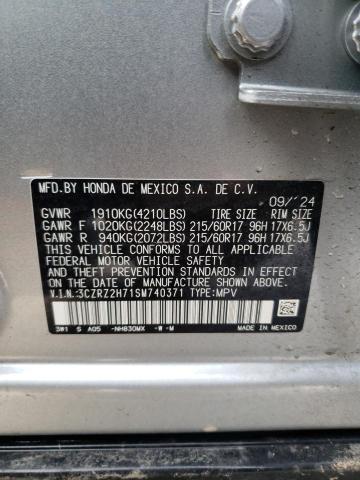 MFD.BY HONDA DE MEXICO S.A. DE C.V.
09/'24
GVWR 1910KG(4210LBS) TIRE SIZE RIM SIZE
GAWR F 1020KG(2248LBS) 215/60R17 96H 17X6.5J
GAWR R 940KG(2072LBS) 215/60R17 96H 17X6.5J
THIS VEHICLE CONFORMS TO ALL APPLICABLE
FEDERAL MOTOR VEHICLE SAFETY AND THEFT
PREVENTION STANDARDS IN EFFECT ON THE
DATE OF MANUFACTURE SHOWN ABOVE.
V.I.N.:3CZRZ2H71SM740371 TYPE:MPV
3W1 S A05 -NH830MX -W -M
MADE IN MEXICO